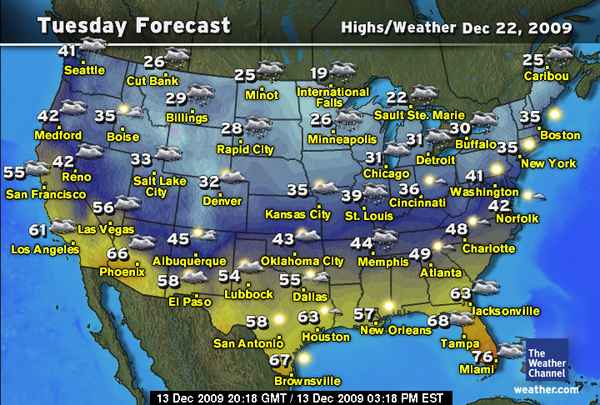 Tuesday Forecast
Highs/Weather Dec 22, 2009
41
Seattle
26
Cut Bank
25
Minot
19
International
Falls
25
Caribou
29
Billings
22
Sault Ste. Marie
42
Medford
35
Boise
28
Rapid City
26
Minneapolis
31
Detroit
30
Buffalo
35
Boston
55
San Francisco
42
Reno
33
Salt Lake
City
32
Denver
31
Chicago
35
New York
35
Kansas City
39
St. Louis
36
Cincinnati
41
Washington
42
Norfolk
61
Los Angeles
56
Las Vegas
66
Phoenix
45
Albuquerque
43
Oklahoma City
44
Memphis
49
Atlanta
48
Charlotte
58
El Paso
54
Lubbock
55
Dallas
63
Jacksonville
58
San Antonio
63
Houston
57
New Orleans
68
Tampa
67
Brownsville
76
Miami
The
Weather
Channel
weather.com
13 Dec 2009 20:18 GMT / 13 Dec 2009 03:18 PM EST